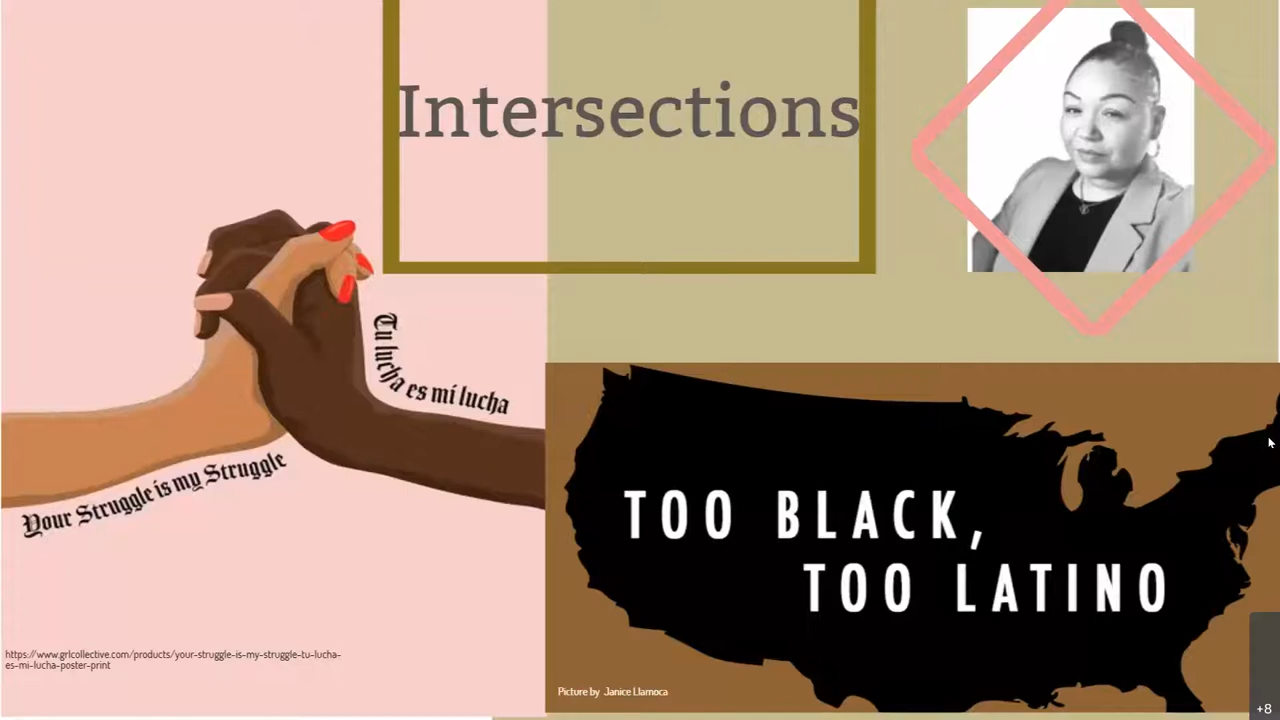 Intersections
Tu lucha es mi lucha
Your Struggle is my Struggle
TOO BLACK,
TOO LATINO
https://www.grlcollective.com/products/your-struggle-is-my-struggle-tu-lucha-
es-mi-lucha-poster-print
Picture by Janice Llamoca
+8